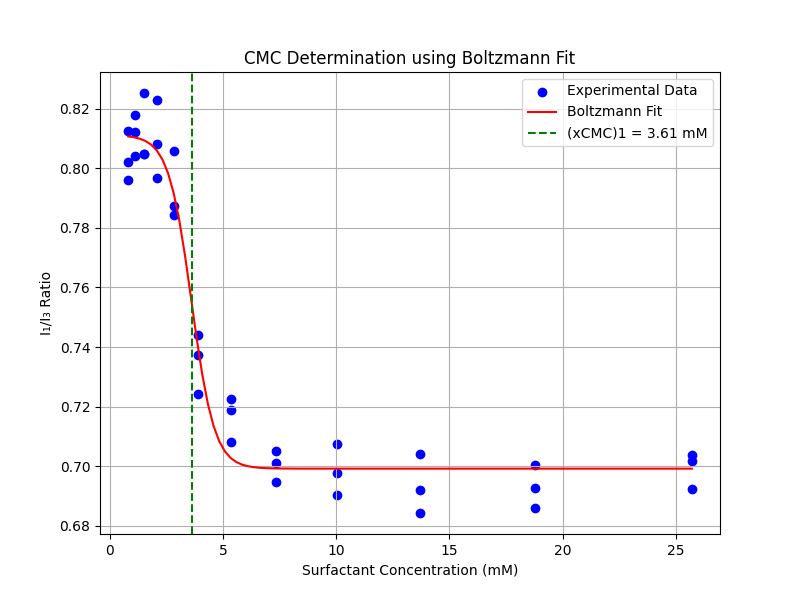 CMC Determination using Boltzmann Fit
Experimental Data
Boltzmann Fit
(xCMC)1 = 3.61 mM
I₁/I₃ Ratio
0.82
0.80
0.78
0.76
0.74
0.72
0.70
0.68
0
5
10
15
20
25
Surfactant Concentration (mM)